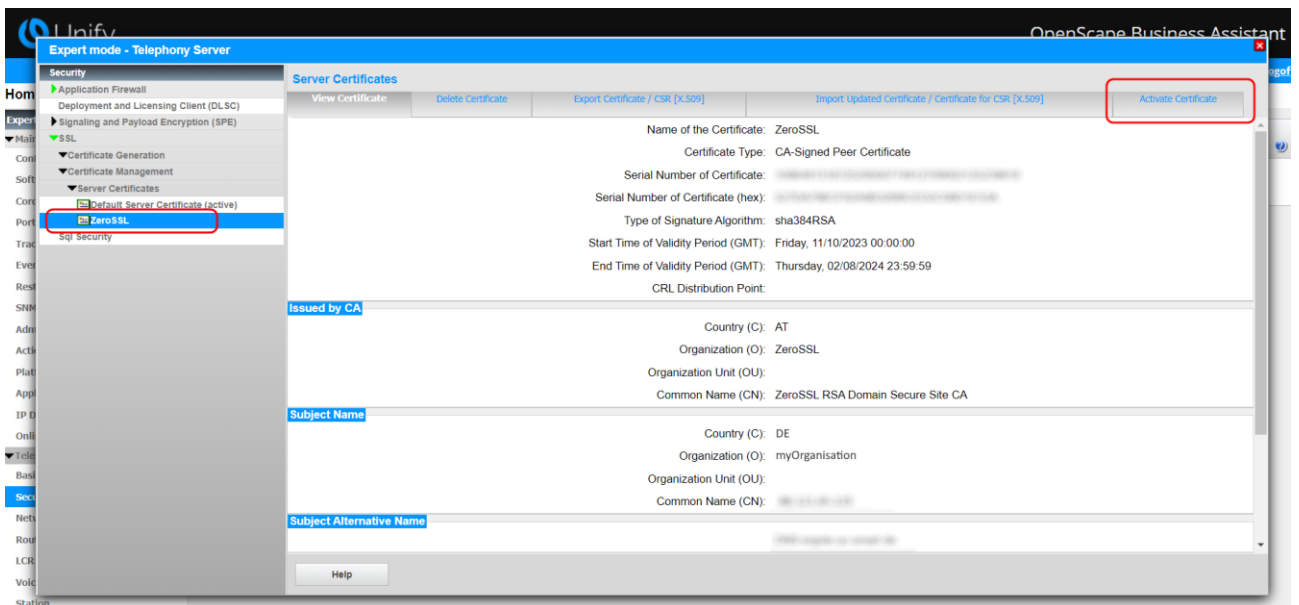 Unify
OpenScape Business Assistant
Expert mode - Telephony Server
Security
Application Firewall
Deployment and Licensing Client (DLSC)
Signaling and Payload Encryption (SPE)
SSL
Certificate Generation
Certificate Management
Server Certificates
Default Server Certificate (active)
ZeroSSL
Sql Security
Server Certificates
View Certificate Delete Certificate Export Certificate / CSR [X.509] Import Updated Certificate / Certificate for CSR [X.509] Activate Certificate
Name of the Certificate: ZeroSSL
Certificate Type: CA-Signed Peer Certificate
Serial Number of Certificate:
Serial Number of Certificate (hex):
Type of Signature Algorithm: sha384RSA
Start Time of Validity Period (GMT): Friday, 11/10/2023 00:00:00
End Time of Validity Period (GMT): Thursday, 02/08/2024 23:59:59
CRL Distribution Point:
Issued by CA
Country (C): AT
Organization (O): ZeroSSL
Organization Unit (OU):
Common Name (CN): ZeroSSL RSA Domain Secure Site CA
Subject Name
Country (C): DE
Organization (O): myOrganisation
Organization Unit (OU):
Common Name (CN):
Subject Alternative Name
Help
LCR
Station